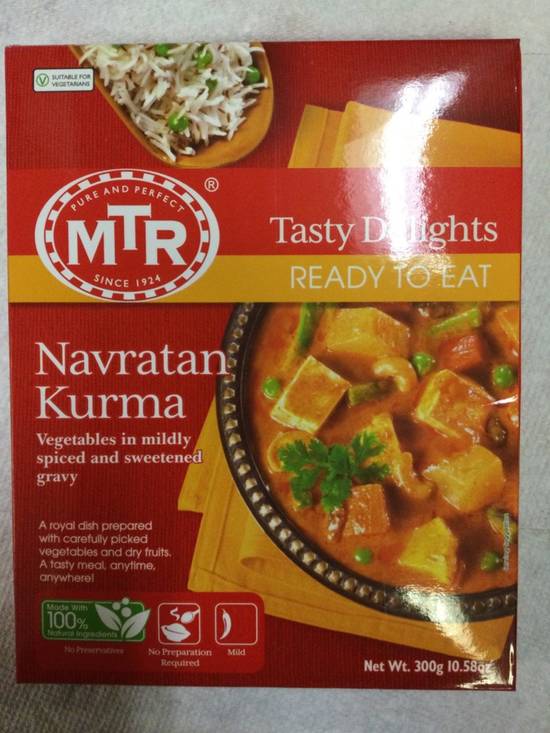 V SUITABLE FOR
VEGETARIANS
PURE AND PERFECT
®
MTR
SINCE 1924
Tasty Delights
READY TO EAT
Navratan
Kurma
Vegetables in mildly
spiced and sweetened
gravy
A royal dish prepared
with carefully picked
vegetables and dry fruits.
A tasty meal, anytime,
anywhere!
Made With
100%
Natural Ingredients
No Preservatives
No Preparation
Required
Mild
Net Wt. 300g 10.58oz